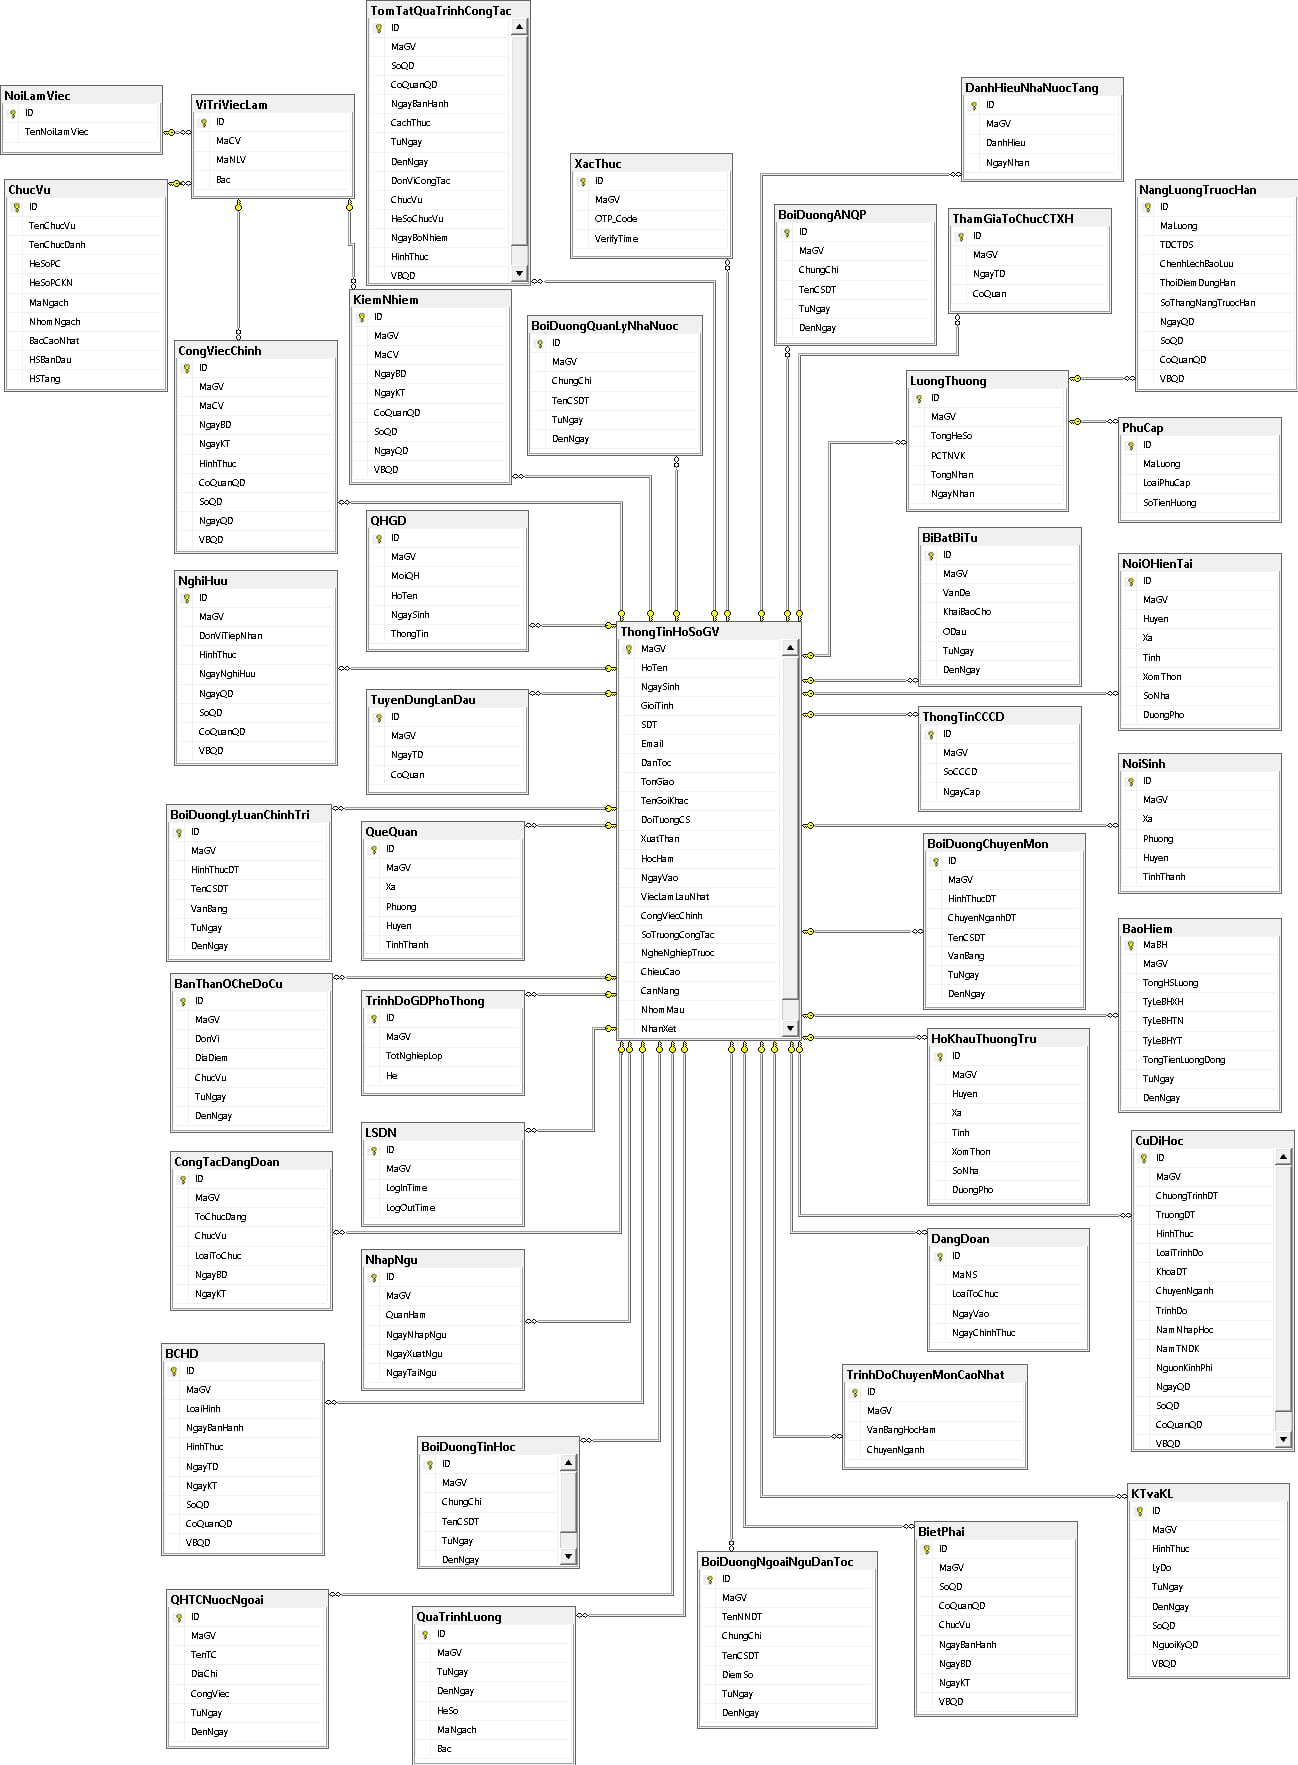 TomTatQuaTrinhCongTac
ID
MaGV
SoQD
CoQuanQD
NgayBanHanh
CachThuc
TuNgay
DenNgay
DonViCongTac
ChucVu
HeSoChucVu
NgayBoNhiem
HinhThuc
VBQD
NoiLamViec
ID
TenNoiLamViec
ViTriViecLam
ID
MaCV
MaNLV
Bac
ChucVu
ID
TenChucVu
TenChucDanh
HeSoPC
HeSoPCKN
MaNgach
NhomNgach
BacCaoNhat
HSBanDau
HSTang
XacThuc
ID
MaGV
OTP_Code
VerifyTime
DanhHieuNhaNuocTang
ID
MaGV
DanhHieu
NgayNhan
BoiDuongANQP
ID
MaGV
ChungChi
TenCSDT
TuNgay
DenNgay
ThamGiaToChucCTXH
ID
MaGV
NgayTD
CoQuan
NangLuongTruocHan
ID
MaLuong
TDCTDS
ChenhLechBaoLuu
ThoiDiemDungHan
SoThangNangTruocHan
NgayQD
SoQD
CoQuanQD
VBQD
KiemNhiem
ID
MaGV
MaCV
NgayBD
NgayKT
CoQuanQD
SoQD
NgayQD
VBQD
BoiDuongQuanLyNhaNuoc
ID
MaGV
ChungChi
TenCSDT
TuNgay
DenNgay
CongViecChinh
ID
MaGV
MaCV
NgayBD
NgayKT
HinhThuc
CoQuanQD
SoQD
NgayQD
VBQD
LuongThuong
ID
MaGV
TongHeSo
PCTNVK
TongNhan
NgayNhan
PhuCap
ID
MaLuong
LoaiPhuCap
SoTienHuong
QHGD
ID
MaGV
MoiQH
HoTen
NgaySinh
ThongTin
BiBatBiTu
ID
MaGV
VanDe
KhaiBaoCho
ODau
TuNgay
DenNgay
NoiOHienTai
ID
MaGV
Huyen
Xa
Tinh
XomThon
SoNha
DuongPho
NghiHuu
ID
MaGV
DonViTiepNhan
HinhThuc
NgayNghiHuu
NgayQD
SoQD
CoQuanQD
VBQD
ThongTinHoSoGV
MaGV
HoTen
NgaySinh
GioiTinh
SDT
Email
DanToc
TonGiao
TenGoiKhac
DoiTuongCS
XuatThan
HocHam
NgayVao
ViecLamLauNhat
CongViecChinh
SoTruongCongTac
NgheNghiepTruoc
ChieuCao
CanNang
NhomMau
NhanXet
TuyenDungLanDau
ID
MaGV
NgayTD
CoQuan
ThongTinCCCD
ID
MaGV
SoCCCD
NgayCap
NoiSinh
ID
MaGV
Xa
Phuong
Huyen
TinhThanh
BoiDuongLyLuanChinhTri
ID
MaGV
HinhThucDT
TenCSDT
VanBang
TuNgay
DenNgay
QueQuan
ID
MaGV
Xa
Phuong
Huyen
TinhThanh
BoiDuongChuyenMon
ID
MaGV
HinhThucDT
ChuyenNganhDT
TenCSDT
VanBang
TuNgay
DenNgay
BaoHiem
MaBH
MaGV
TongHSLuong
TyLeBHXH
TyLeBHTN
TyLeBHYT
TongTienLuongDong
TuNgay
DenNgay
BanThanOCheDoCu
ID
MaGV
DonVi
DiaDiem
ChucVu
TuNgay
DenNgay
TrinhDoGDPhoThong
ID
MaGV
TotNghiepLop
He
HoKhauThuongTru
ID
MaGV
Huyen
Xa
Tinh
XomThon
SoNha
DuongPho
LSDN
ID
MaGV
LogInTime
LogOutTime
CuDiHoc
ID
MaGV
ChuongTrinhDT
TruongDT
HinhThuc
LoaiTrinhDo
KhoaDT
ChuyenNganh
TrinhDo
NamNhapHoc
NamTNDK
NguonKinhPhi
NgayQD
SoQD
CoQuanQD
VBQD
CongTacDangDoan
ID
MaGV
ToChucDang
ChucVu
LoaiToChuc
NgayBD
NgayKT
DangDoan
ID
MaNS
LoaiToChuc
NgayVao
NgayChinhThuc
NhapNgu
ID
MaGV
QuanHam
NgayNhapNgu
NgayXuatNgu
NgayTaiNgu
BCHD
ID
MaGV
LoaiHinh
NgayBanHanh
HinhThuc
NgayTD
NgayKT
SoQD
CoQuanQD
VBQD
TrinhDoChuyenMonCaoNhat
ID
MaGV
VanBangHocHam
ChuyenNganh
BoiDuongTinHoc
ID
MaGV
ChungChi
TenCSDT
TuNgay
DenNgay
KTvaKL
ID
MaGV
HinhThuc
LyDo
TuNgay
DenNgay
SoQD
NguoiKyQD
VBQD
BietPhai
ID
MaGV
SoQD
CoQuanQD
ChucVu
NgayBanHanh
NgayBD
NgayKT
VBQD
BoiDuongNgoaiNguDanToc
ID
MaGV
TenNNDT
ChungChi
TenCSDT
DiemSo
TuNgay
DenNgay
QHTCNuocNgoai
ID
MaGV
TenTC
DiaChi
CongViec
TuNgay
DenNgay
QuaTrinhLuong
ID
MaGV
TuNgay
DenNgay
HeSo
MaNgach
Bac